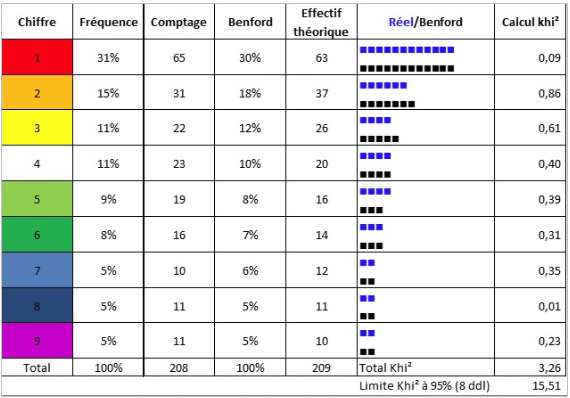 Chiffre Fréquence Comptage Benford Effectif théorique Réel/Benford Calcul khi²
1 31% 65 30% 63 0,09
2 15% 31 18% 37 0,86
3 11% 22 12% 26 0,61
4 11% 23 10% 20 0,40
5 9% 19 8% 16 0,39
6 8% 16 7% 14 0,31
7 5% 10 6% 12 0,35
8 5% 11 5% 11 0,01
9 5% 11 5% 10 0,23
Total 100% 208 100% 209 Total Khi² 3,26
Limite Khi² à 95% (8 ddl) 15,51